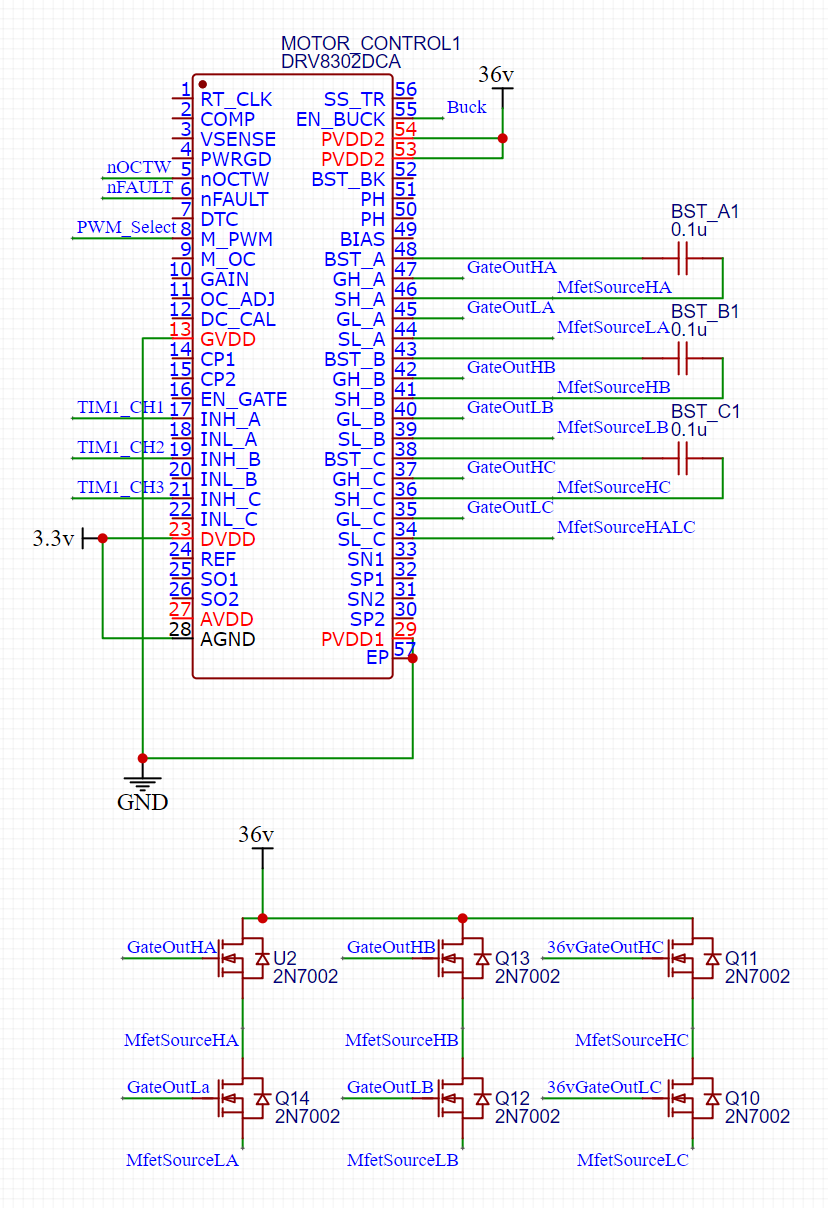 MOTOR_CONTROL1
DRV8302DCA
36v
1 RT_CLK SS_TR 56
2 COMP EN_BUCK 55 Buck
3 VSENSE PVDD2 54
4 PWRGD PVDD2 53
nOCTW 5 nOCTW BST_BK 52
nFAULT 6 nFAULT PH 51
7 DTC PH 50
PWM_Select 8 M_PWM BIAS 49
9 M_OC BST_A 48
BST_A1
0.1u
10 GAIN GH_A 47 GateOutHA
11 OC_ADJ SH_A 46 MfetSourceHA
12 DC_CAL GL_A 45 GateOutLA
13 GVDD SL_A 44 MfetSourceLA
14 CP1 BST_B 43
BST_B1
0.1u
15 CP2 GH_B 42 GateOutHB
16 EN_GATE SH_B 41 MfetSourceHB
TIM1_CH1 17 INH_A GL_B 40 GateOutLB
18 INL_A SL_B 39 MfetSourceLB
TIM1_CH2 19 INH_B BST_C 38
BST_C1
0.1u
20 INL_B GH_C 37 GateOutHC
TIM1_CH3 21 INH_C SH_C 36 MfetSourceHC
22 INL_C GL_C 35 GateOutLC
3.3v 23 DVDD SL_C 34 MfetSourceHALC
24 REF SN1 33
25 SO1 SP1 32
26 SO2 SN2 31
27 AVDD SP2 30
28 AGND PVDD1 29
EP 57
GND
36v
GateOutHA U2 GateOutHB Q13 36vGateOutHC Q11
2N7002 2N7002 2N7002
MfetSourceHA MfetSourceHB MfetSourceHC
GateOutLa Q14 GateOutLB Q12 36vGateOutLC Q10
2N7002 2N7002 2N7002
MfetSourceLA MfetSourceLB MfetSourceLC